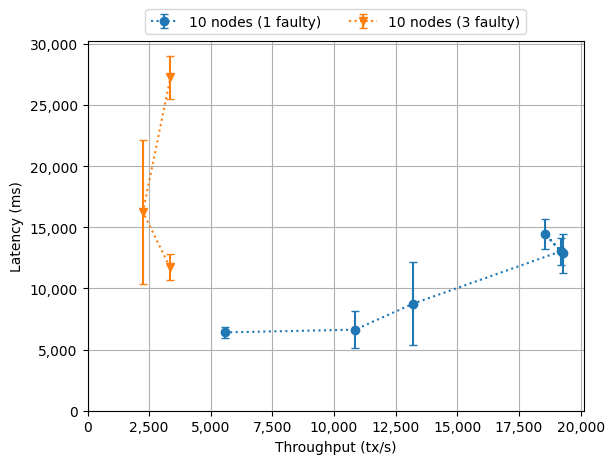 10 nodes (1 faulty) 10 nodes (3 faulty)
30,000
25,000
20,000
15,000
10,000
5,000
0
Latency (ms)
0 2,500 5,000 7,500 10,000 12,500 15,000 17,500 20,000
Throughput (tx/s)